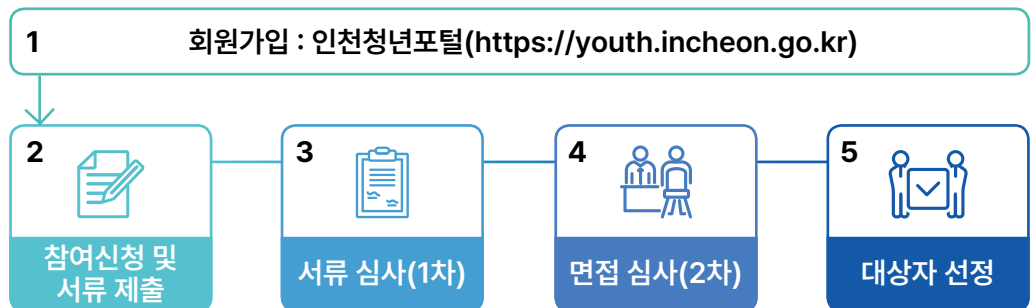 1 회원가입 : 인천청년포털(https://youth.incheon.go.kr)
2
참여신청 및
서류 제출
3
서류 심사(1차)
4
면접 심사(2차)
5
대상자 선정